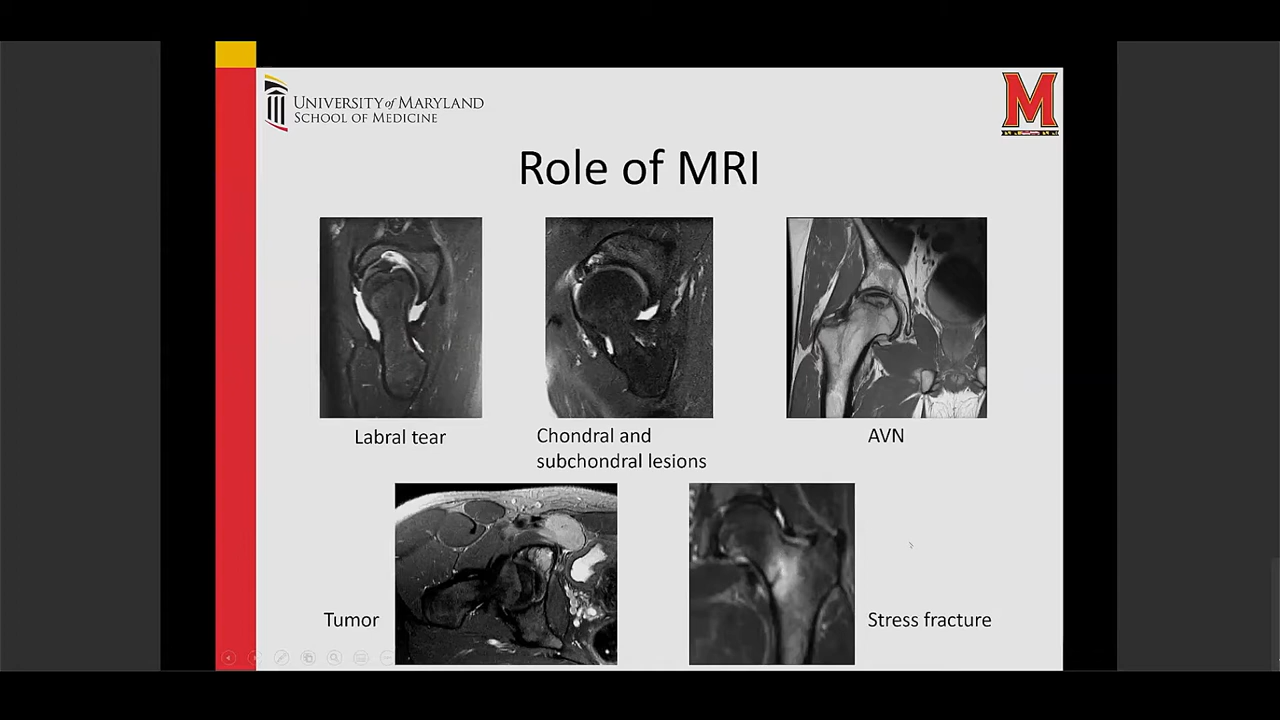 UNIVERSITY of MARYLAND
SCHOOL OF MEDICINE
M
Role of MRI
Labral tear
Chondral and
subchondral lesions
AVN
Tumor
Stress fracture